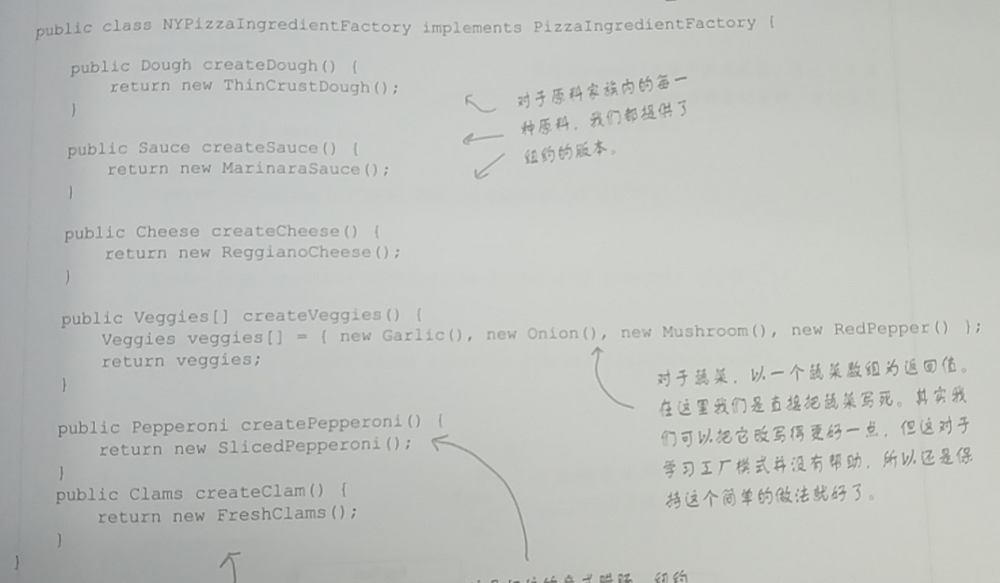 public class NYPizzaIngredientFactory implements PizzaIngredientFactory {
public Dough createDough() {
return new ThinCrustDough();
}
对于原料家族内的每一
种原料，我们都提供了
纽约的版本。
public Sauce createSauce() {
return new MarinaraSauce();
}
public Cheese createCheese() {
return new ReggianoCheese();
}
public Veggies[] createVeggies() {
Veggies veggies[] = { new Garlic(), new Onion(), new Mushroom(), new RedPepper() };
return veggies;
}
对于蔬菜，以一个蔬菜数组为返回值。
在这里我们是直接把蔬菜写死。其实我
们可以把它改写得更好一点，但这对于
学习工厂模式并没有帮助，所以还是保
持这个简单的做法就好了。
public Pepperoni createPepperoni() {
return new SlicedPepperoni();
}
public Clams createClam() {
return new FreshClams();
}
}
纽约